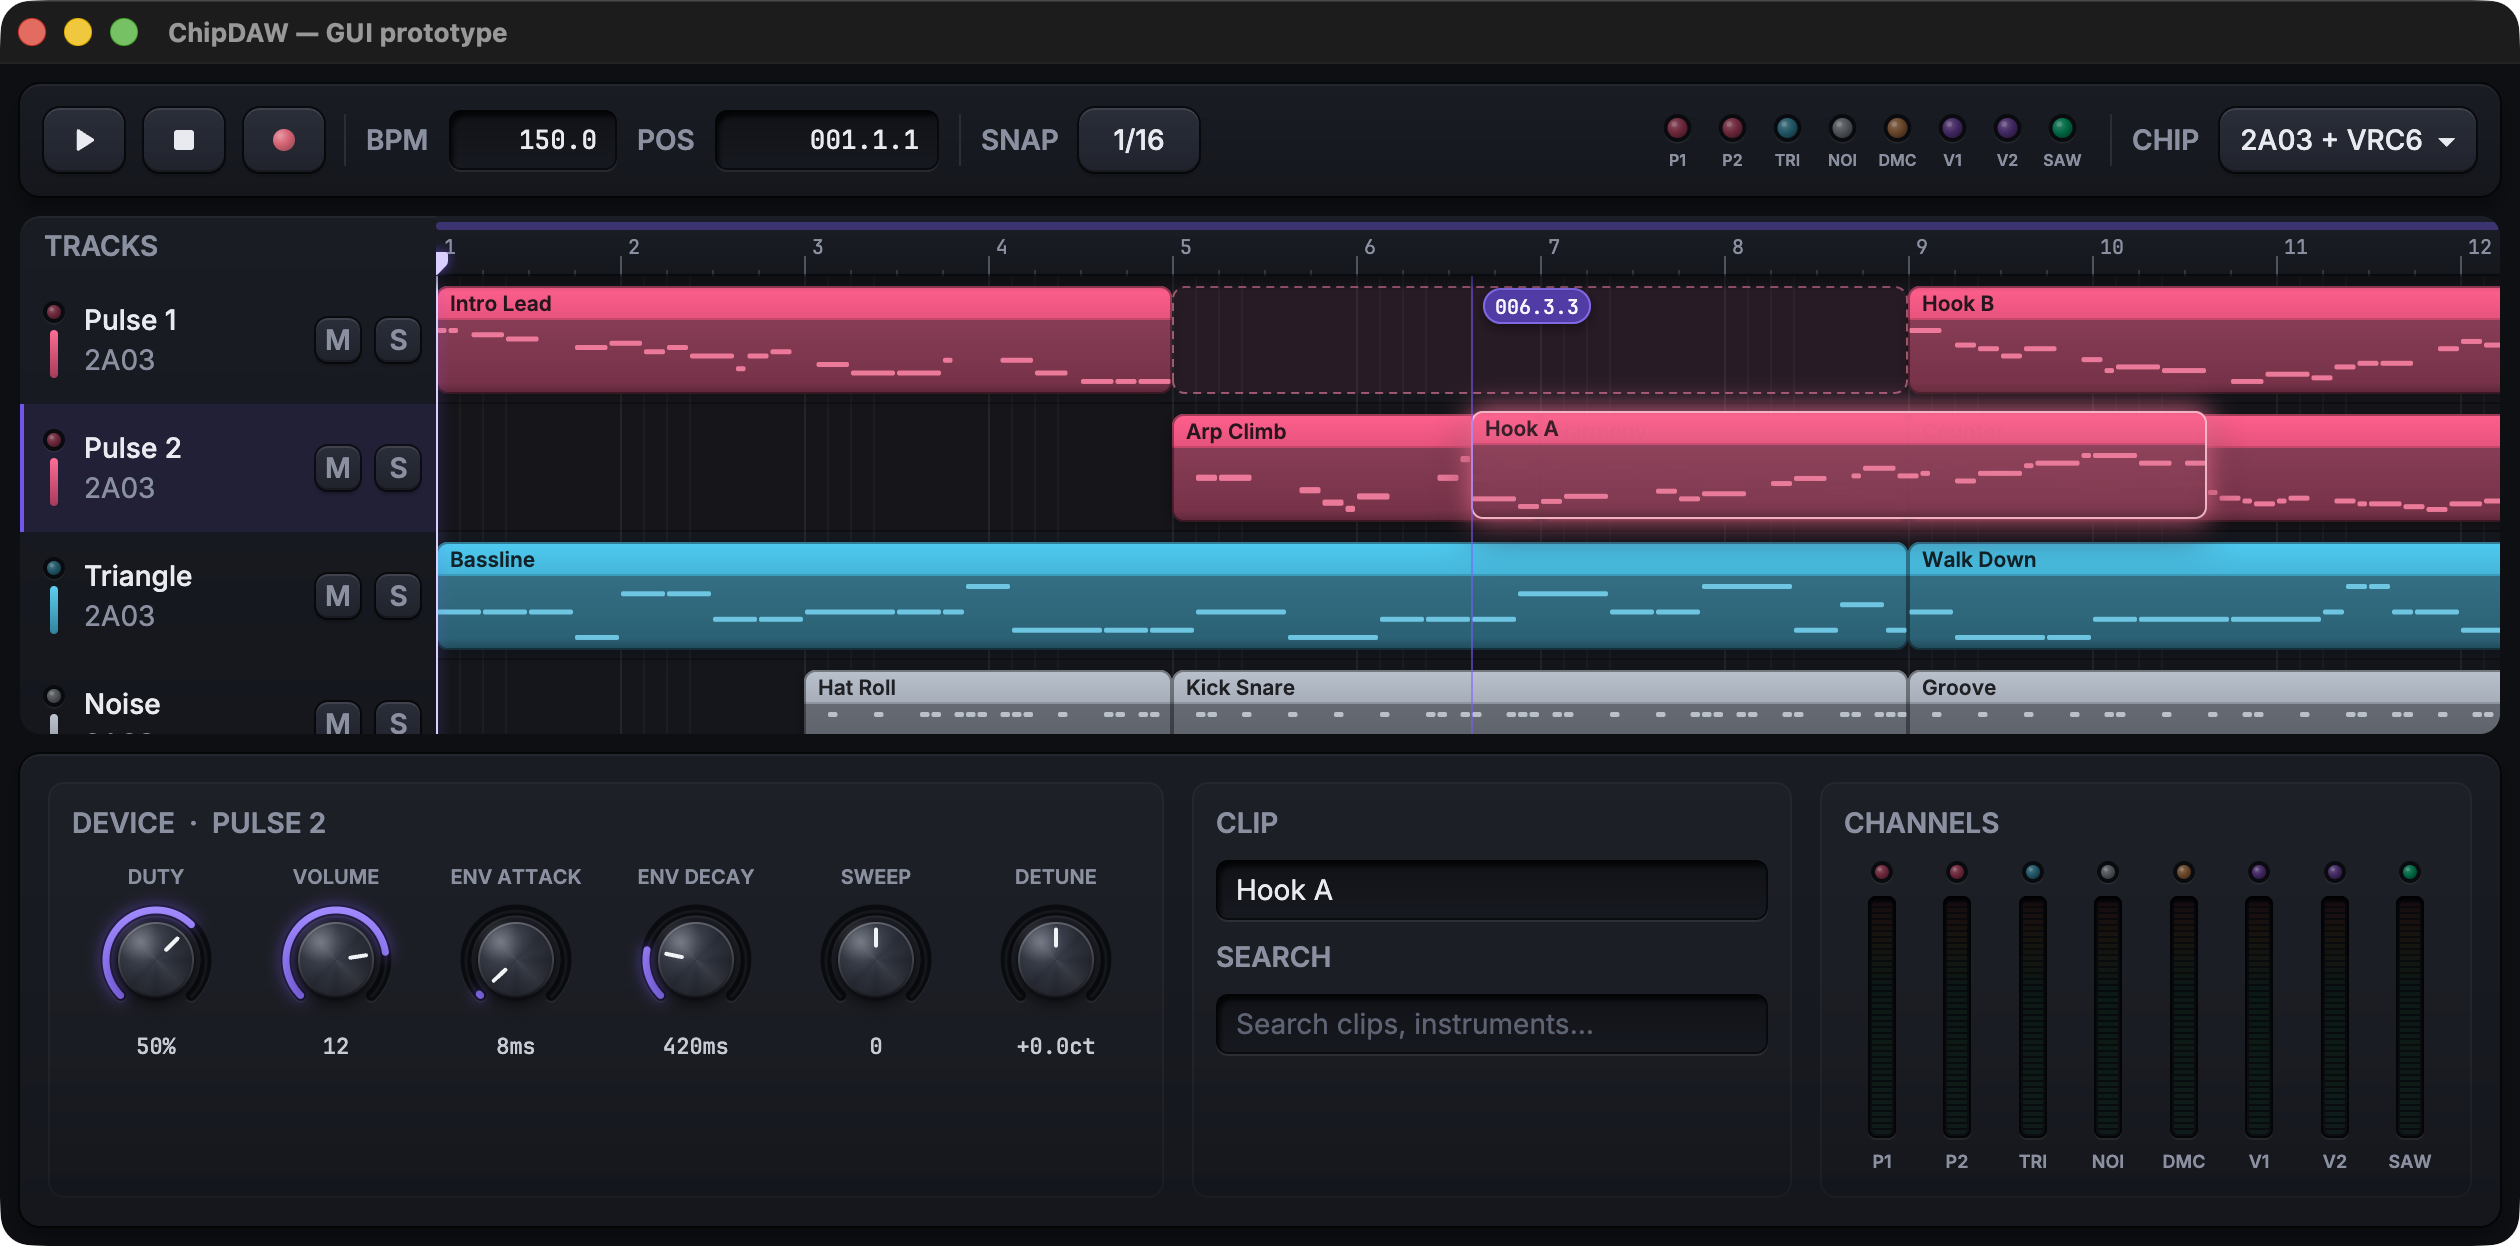 ChipDAW — GUI prototype
BPM 150.0 POS 001.1.1 SNAP 1/16
P1 P2 TRI NOI DMC V1 V2 SAW
CHIP 2A03 + VRC6
TRACKS
1 2 3 4 5 6 7 8 9 10 11 12
Pulse 1
2A03
M S
Intro Lead
006.3.3
Hook B
Pulse 2
2A03
M S
Arp Climb
Hook A
Triangle
2A03
M S
Bassline
Walk Down
Noise
M S
Hat Roll
Kick Snare
Groove
DEVICE · PULSE 2
DUTY VOLUME ENV ATTACK ENV DECAY SWEEP DETUNE
50% 12 8ms 420ms 0 +0.0ct
CLIP
Hook A
SEARCH
Search clips, instruments...
CHANNELS
P1 P2 TRI NOI DMC V1 V2 SAW